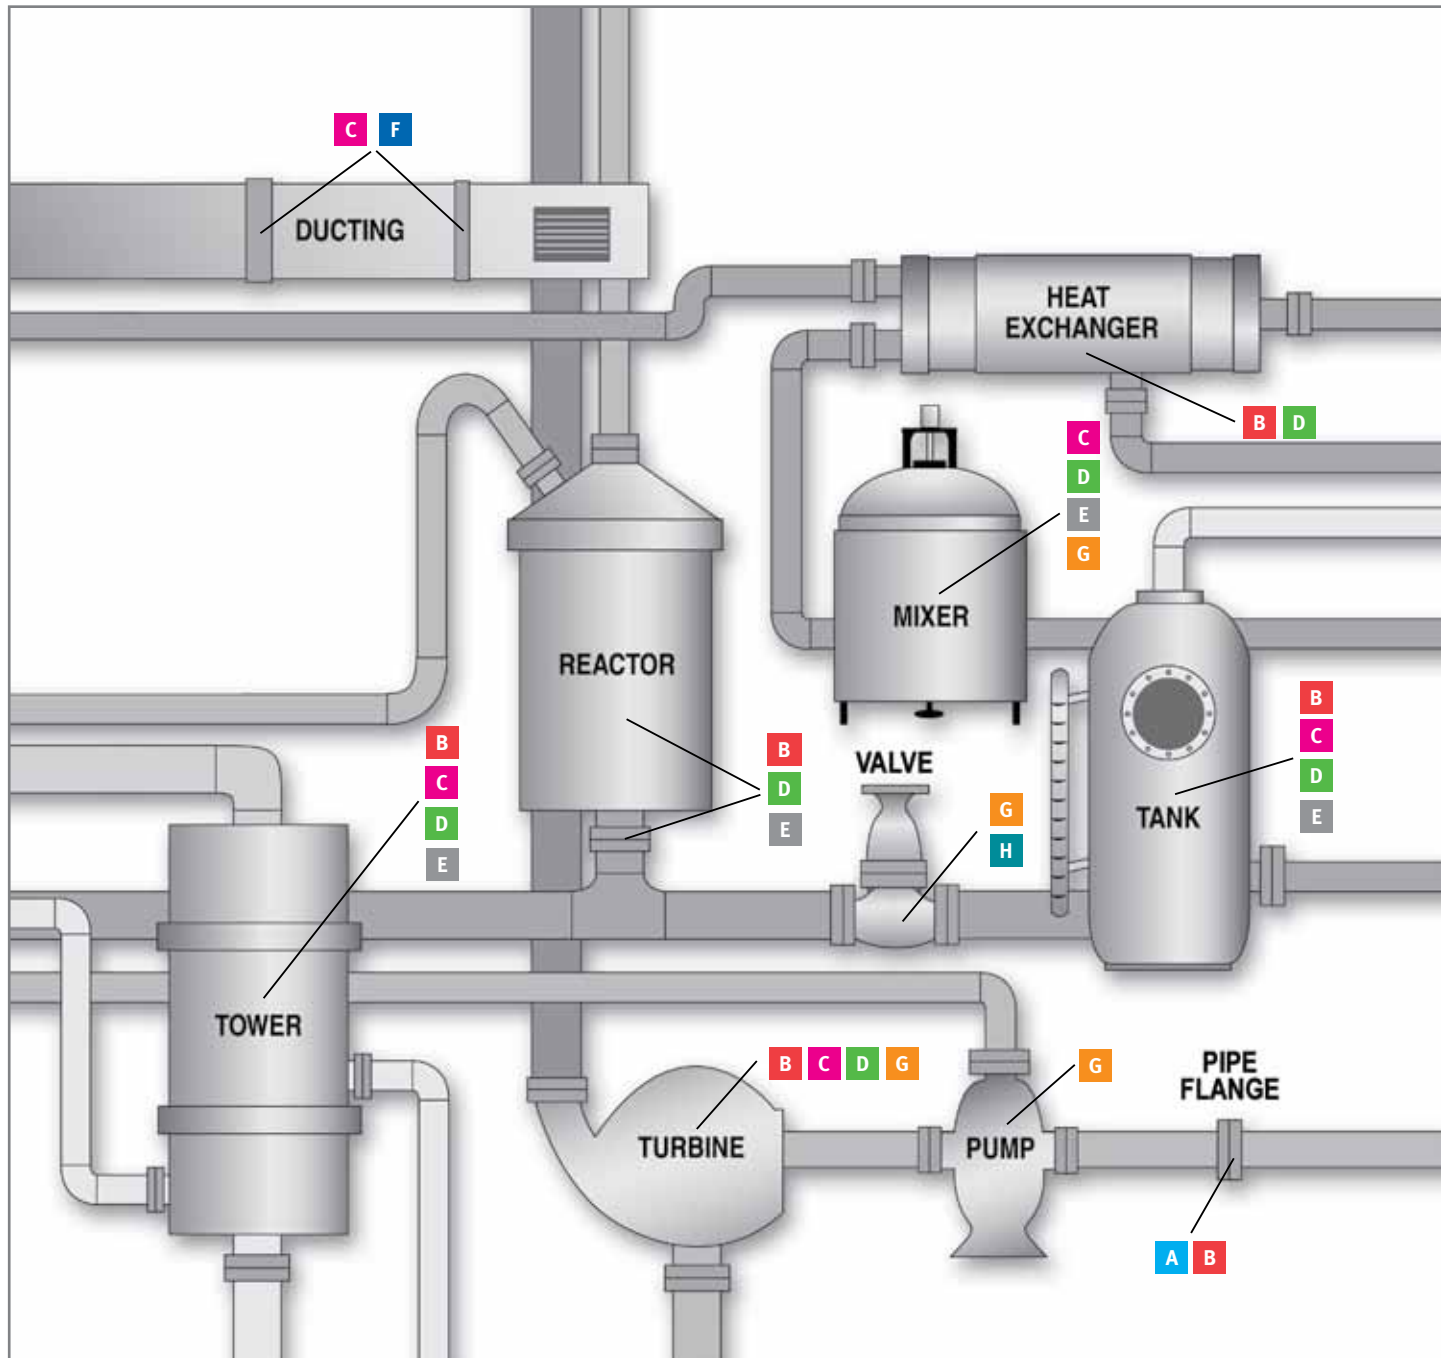 C F
DUCTING
HEAT
EXCHANGER
B D
C
D
E
G
MIXER
REACTOR
B
C
D
E
B
C
D
E
B
D
E
VALVE
TANK
G
H
TOWER
B C D G
G
PIPE
FLANGE
TURBINE
PUMP
A B